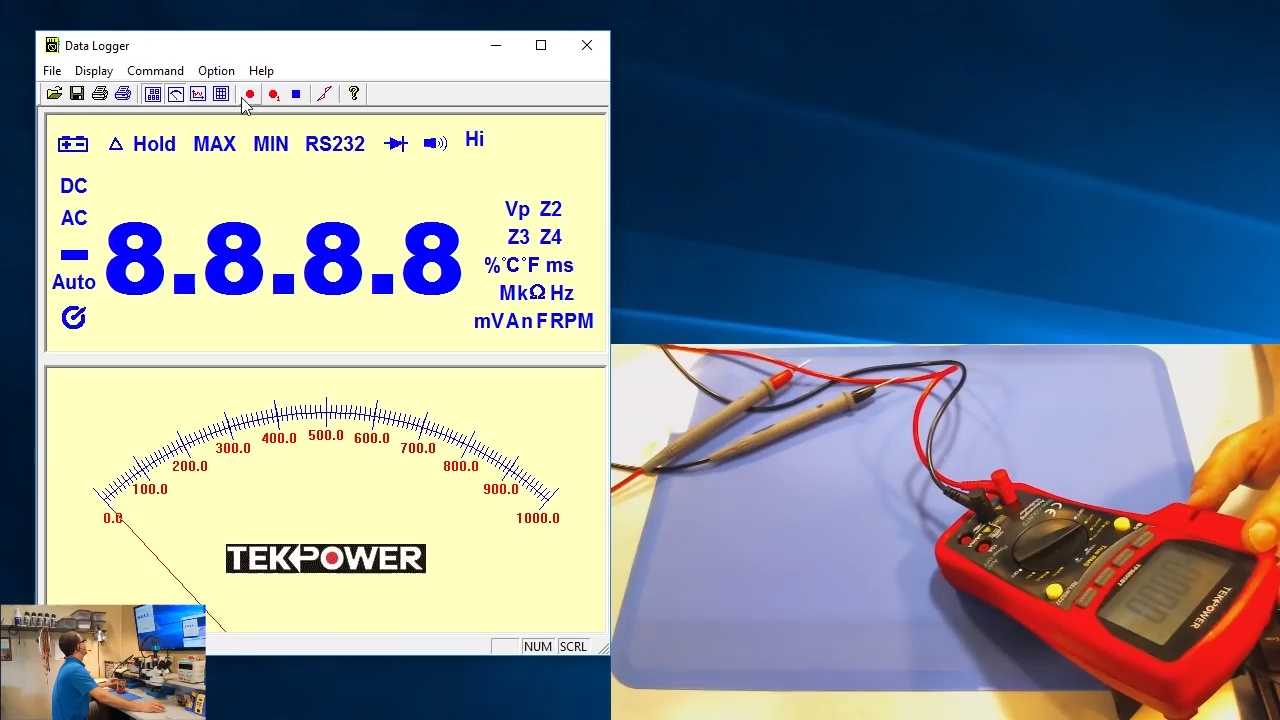 Data Logger
File Display Command Option Help
Hold MAX MIN RS232 Hi
DC
AC
Auto
8.8.8.8
Vp Z2
Z3 Z4
%°C°F ms
MkΩ Hz
mVAnFRPM
0.0 100.0 200.0 300.0 400.0 500.0 600.0 700.0 800.0 900.0 1000.0
TEKPOWER
NUM SCRL
TEKPOWER